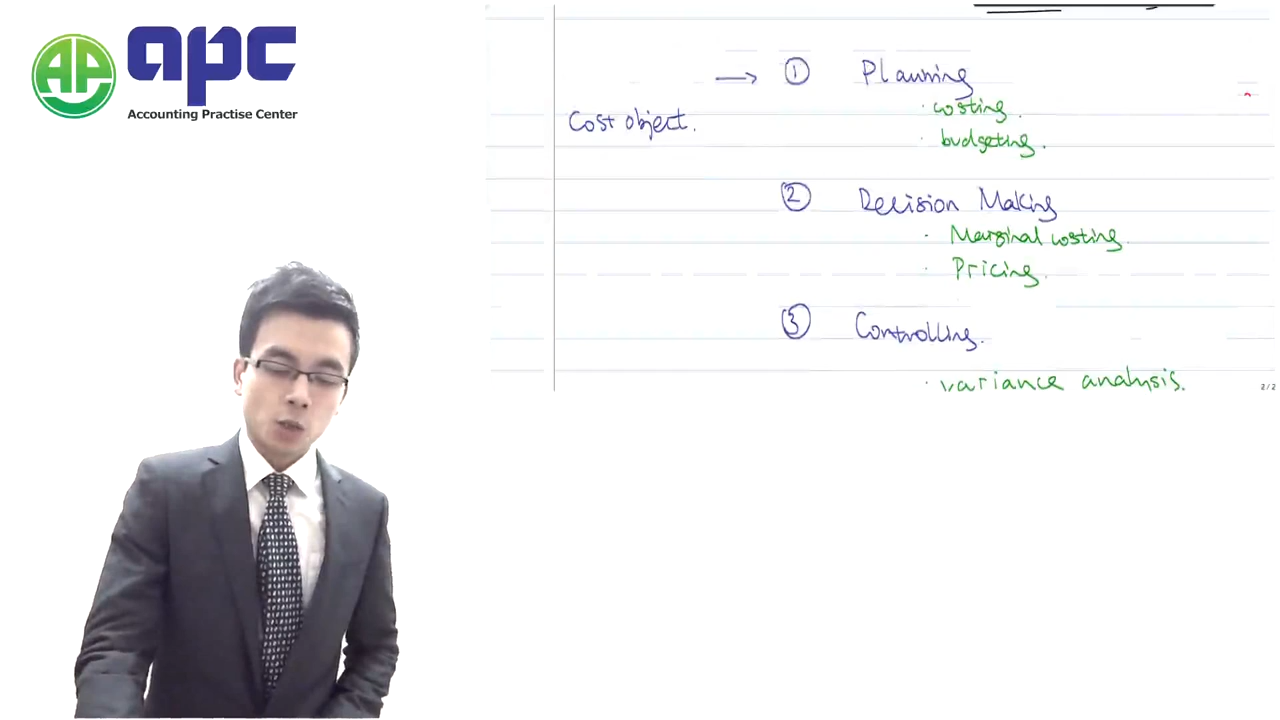 AP
apc
Accounting Practise Center
→ ① Planning
· costing.
Cost object.
· budgeting.
② Decision Making
· Marginal costing
· Pricing.
③ Controlling.
· variance analysis.
2/2